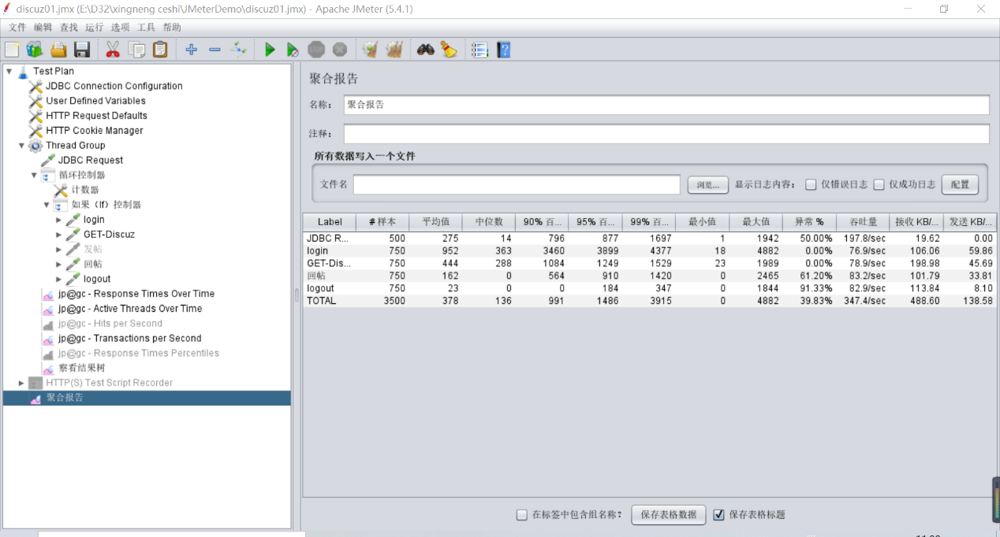 discuz01.jmx (E:\D32\xingneng ceshi\JMeterDemo\discuz01.jmx) - Apache JMeter (5.4.1)
文件 编辑 查找 运行 选项 工具 帮助
Test Plan
JDBC Connection Configuration
User Defined Variables
HTTP Request Defaults
HTTP Cookie Manager
Thread Group
JDBC Request
循环控制器
计数器
如果（If）控制器
login
GET-Discuz
发帖
回帖
logout
jp@gc - Response Times Over Time
jp@gc - Active Threads Over Time
jp@gc - Hits per Second
jp@gc - Transactions per Second
jp@gc - Response Times Percentiles
察看结果树
HTTP(S) Test Script Recorder
聚合报告
聚合报告
名称： 聚合报告
注释：
所有数据写入一个文件
文件名 浏览... 显示日志内容： 仅错误日志 仅成功日志 配置
Label # 样本 平均值 中位数 90% 百... 95% 百... 99% 百... 最小值 最大值 异常 % 吞吐量 接收 KB/... 发送 KB/...
JDBC R... 500 275 14 796 877 1697 1 1942 50.00% 197.8/sec 19.62 0.00
login 750 952 363 3460 3899 4377 18 4882 0.00% 76.9/sec 106.06 59.86
GET-Dis... 750 444 288 1084 1249 1529 23 1989 0.00% 78.9/sec 198.98 45.69
回帖 750 162 0 564 910 1420 0 2465 61.20% 83.2/sec 101.79 33.81
logout 750 23 0 0 184 347 0 1844 91.33% 82.9/sec 113.84 8.10
TOTAL 3500 378 136 991 1486 3915 0 4882 39.83% 347.4/sec 488.60 138.58
在标签中包含组名称？ 保存表格数据 保存表格标题